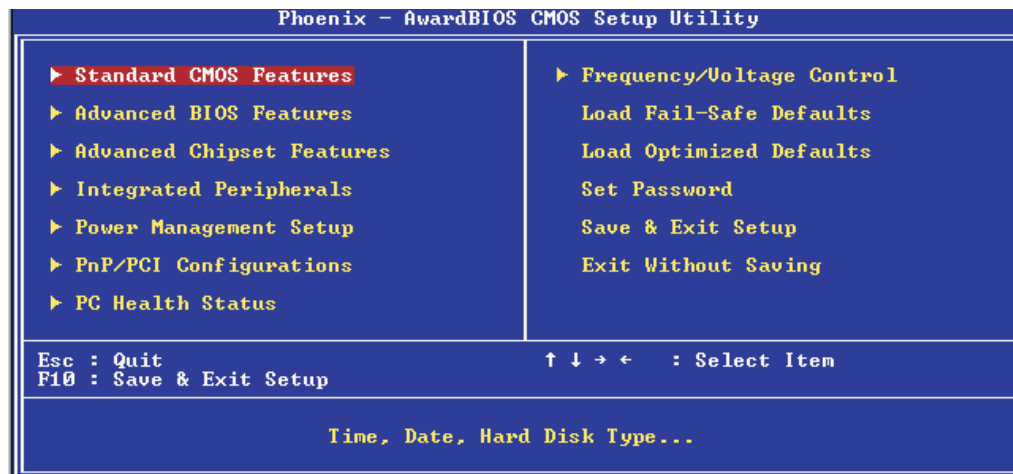 Phoenix - AwardBIOS CMOS Setup Utility
▶ Standard CMOS Features
▶ Advanced BIOS Features
▶ Advanced Chipset Features
▶ Integrated Peripherals
▶ Power Management Setup
▶ PnP/PCI Configurations
▶ PC Health Status
▶ Frequency/Voltage Control
Load Fail-Safe Defaults
Load Optimized Defaults
Set Password
Save & Exit Setup
Exit Without Saving
Esc : Quit
F10 : Save & Exit Setup
↑ ↓ → ← : Select Item
Time, Date, Hard Disk Type...